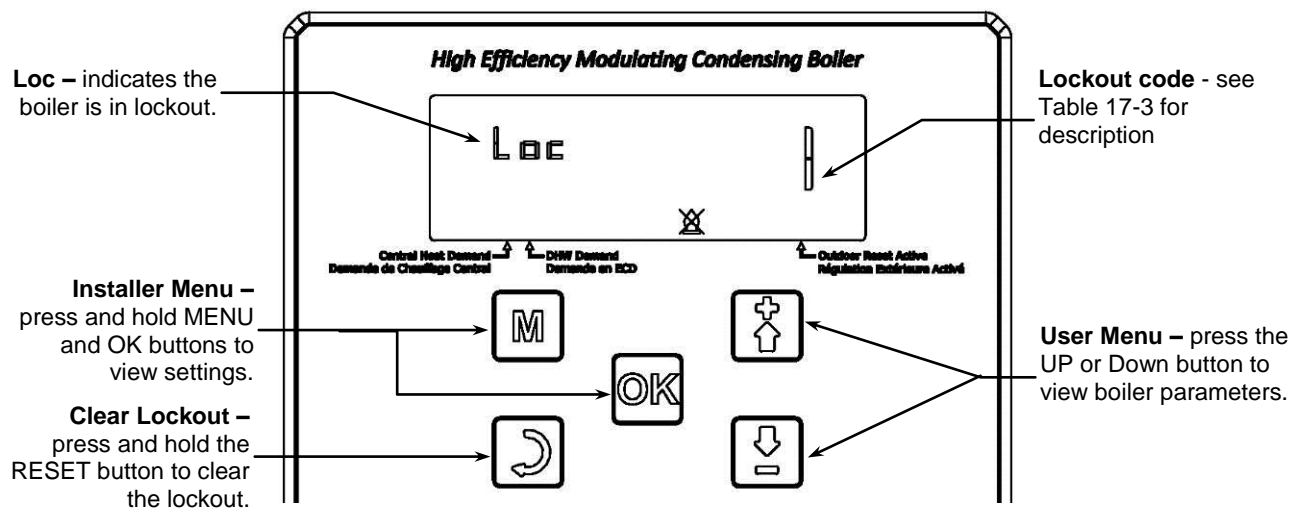 High Efficiency Modulating Condensing Boiler
Loc – indicates the
boiler is in lockout.
Lockout code - see
Table 17-3 for
description
Loc
1
Central Heat Demand
Demande de Chauffage Central
DHW Demand
Demande en ECD
Outdoor Reset Active
Régulation Extérieure Activé
Installer Menu –
press and hold MENU
and OK buttons to
view settings.
M
OK
User Menu – press the
UP or Down button to
view boiler parameters.
Clear Lockout –
press and hold the
RESET button to clear
the lockout.